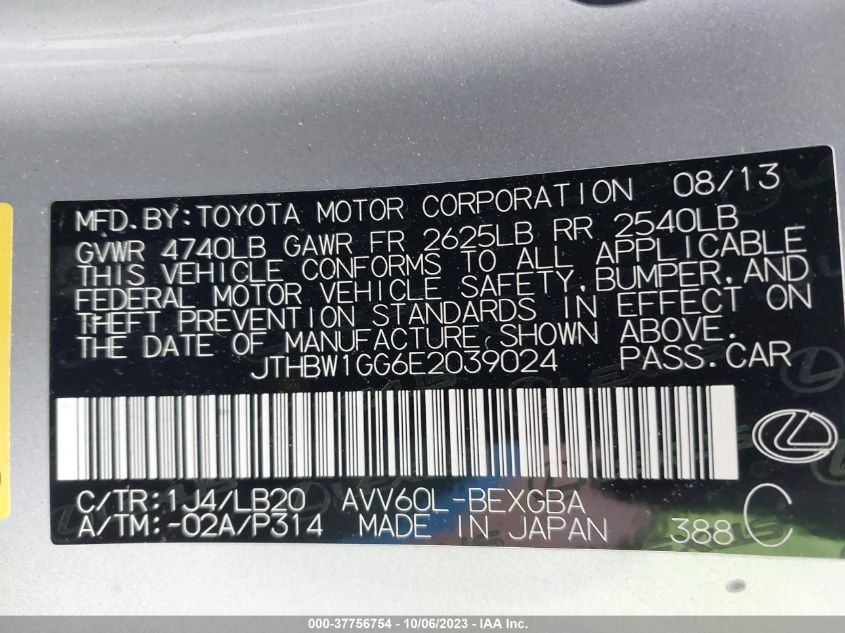 MFD.BY:TOYOTA MOTOR CORPORATION 08/13
GVWR 4740LB GAWR FR 2625LB RR 2540LB
THIS VEHICLE CONFORMS TO ALL APPLICABLE
FEDERAL MOTOR VEHICLE SAFETY,BUMPER,AND
THEFT PREVENTION STANDARDS IN EFFECT ON
THE DATE OF MANUFACTURE SHOWN ABOVE.
JTHBW1GG6E2039024 PASS.CAR
C/TR:1J4/LB20 AVV60L-BEXGBA
A/TM:-02A/P314 MADE IN JAPAN 388 C
000-37756754 - 10/06/2023 - IAA Inc.